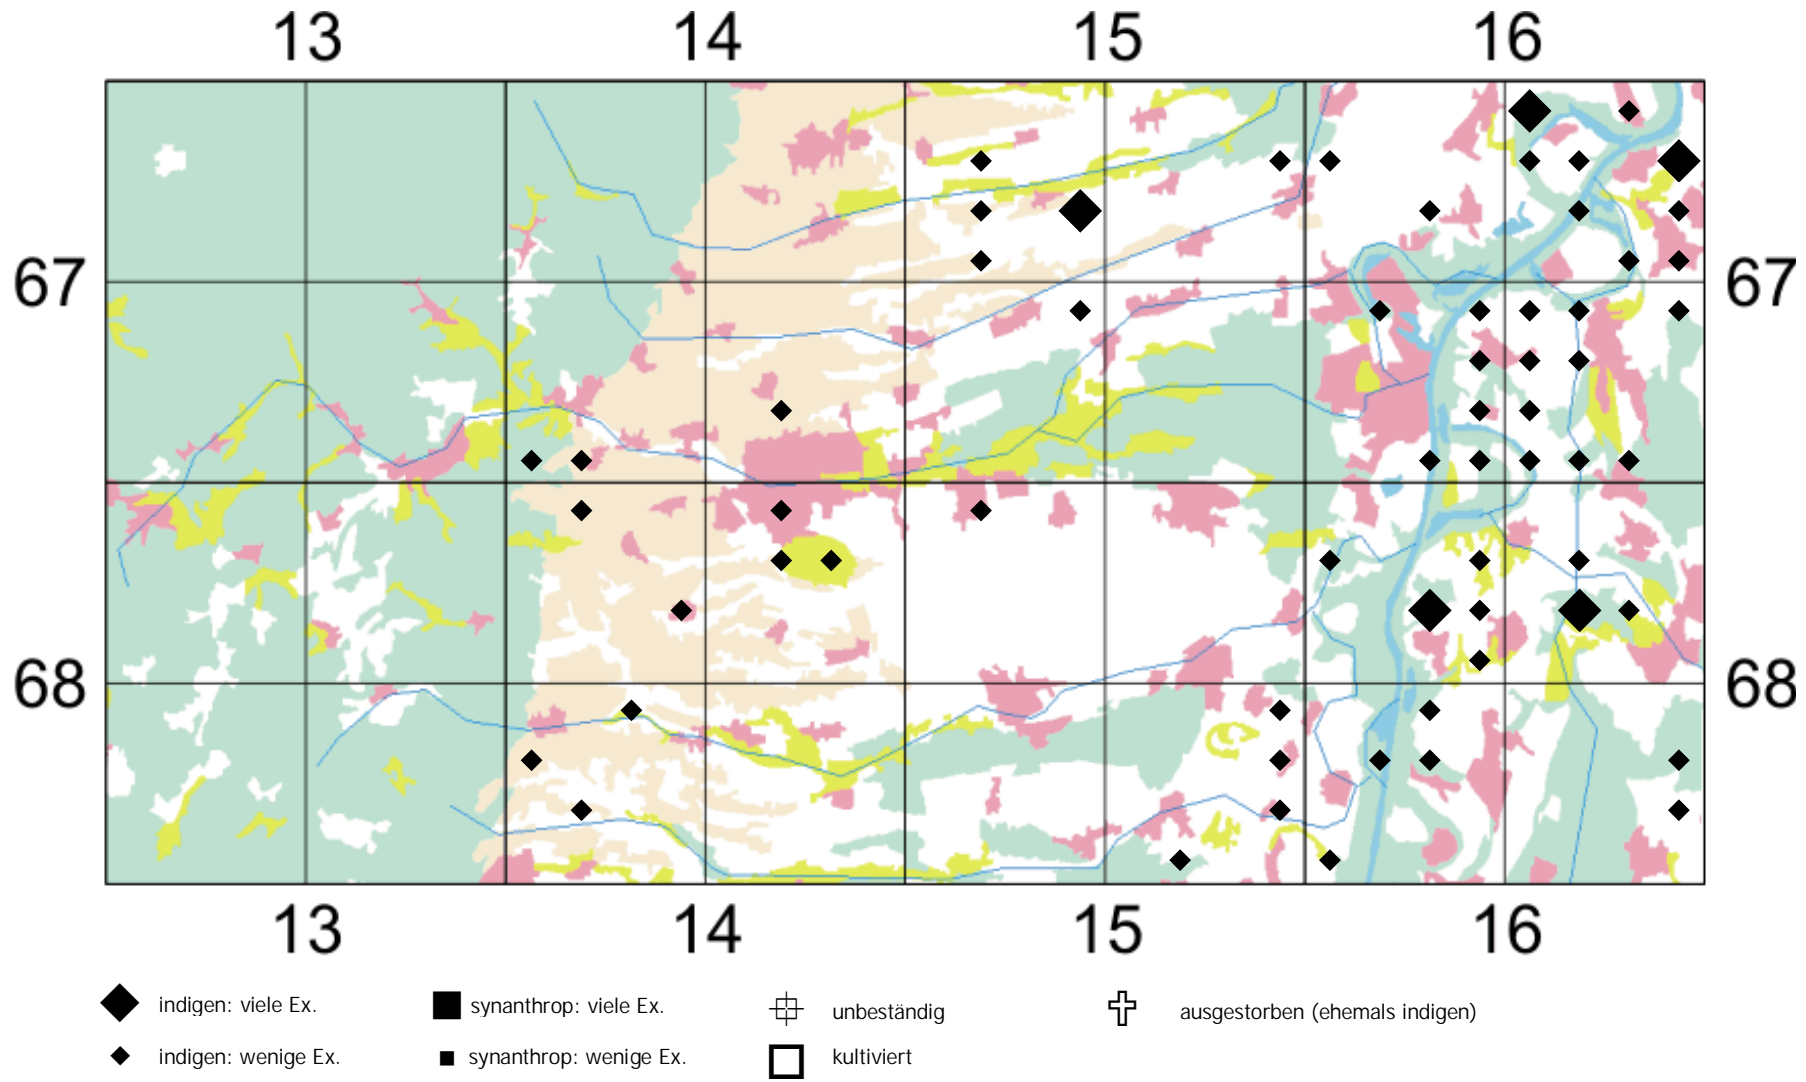 13 14 15 16
67 67
68 68
13 14 15 16
indigen: viele Ex. synanthrop: viele Ex. unbeständig ausgestorben (ehemals indigen)
indigen: wenige Ex. synanthrop: wenige Ex. kultiviert